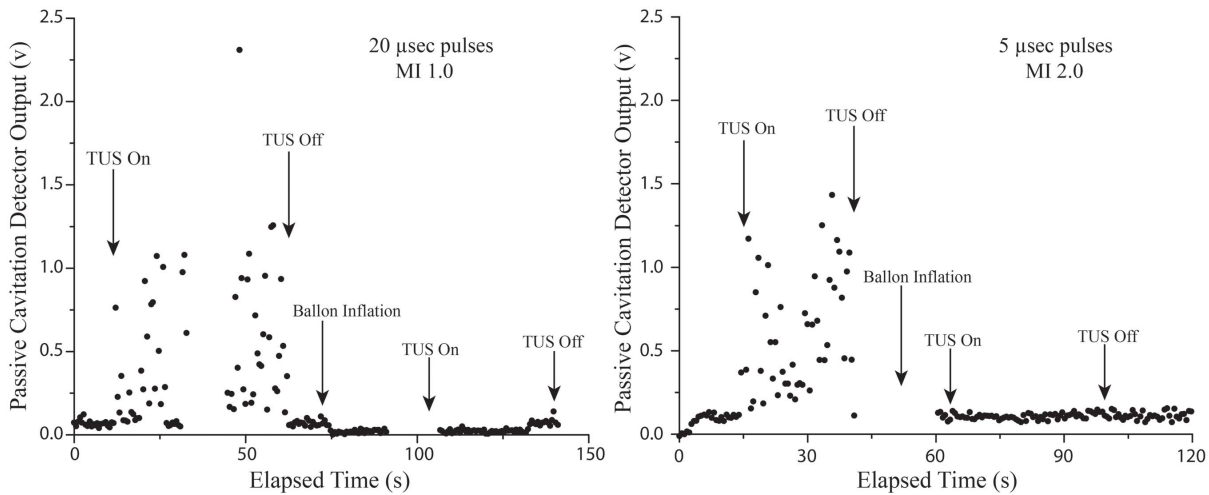 20 µsec pulses
MI 1.0
Passive Cavitation Detector Output (v)
2.5
2.0
1.5
1.0
0.5
0.0
TUS On
TUS Off
Ballon Inflation
TUS On
TUS Off
0
50
100
150
Elapsed Time (s)
5 µsec pulses
MI 2.0
Passive Cavitation Detector Output (v)
2.5
2.0
1.5
1.0
0.5
0.0
TUS On
TUS Off
Ballon Inflation
TUS On
TUS Off
0
30
60
90
120
Elapsed Time (s)